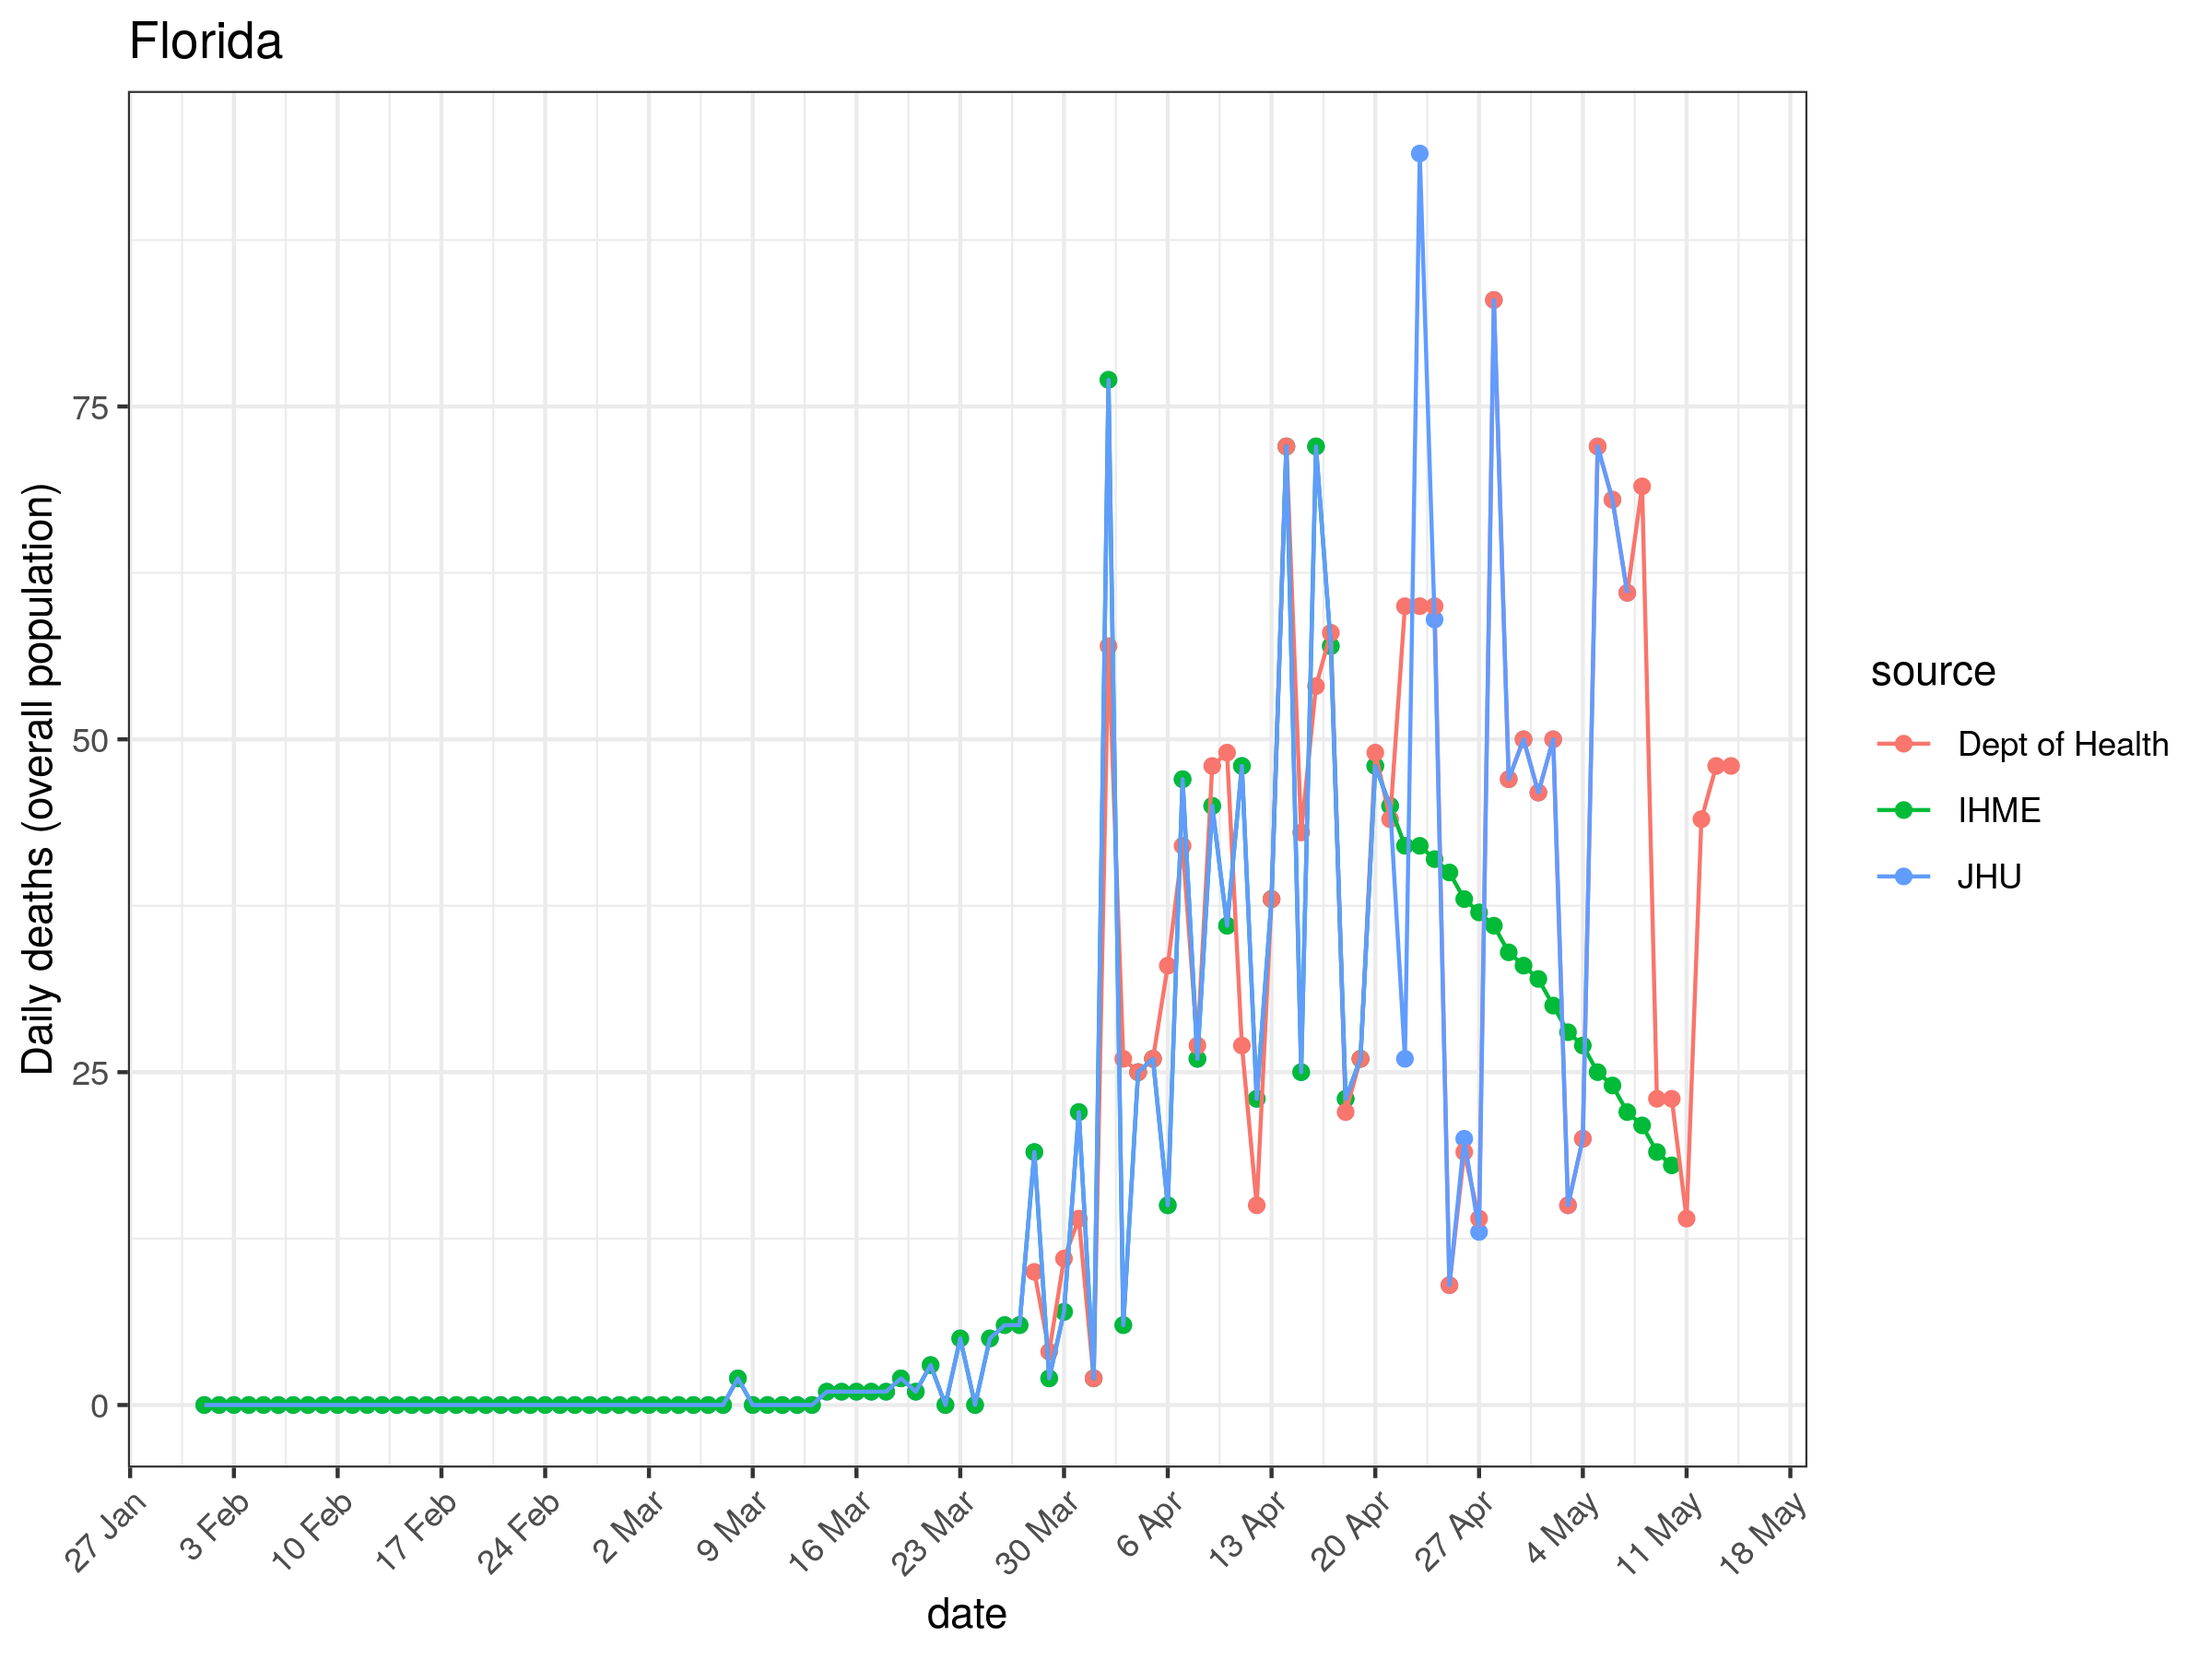 Florida
Daily deaths (overall population)
75
50
25
0
27 Jan
3 Feb
10 Feb
17 Feb
24 Feb
2 Mar
9 Mar
16 Mar
23 Mar
30 Mar
6 Apr
13 Apr
20 Apr
27 Apr
4 May
11 May
18 May
date
source
Dept of Health
IHME
JHU